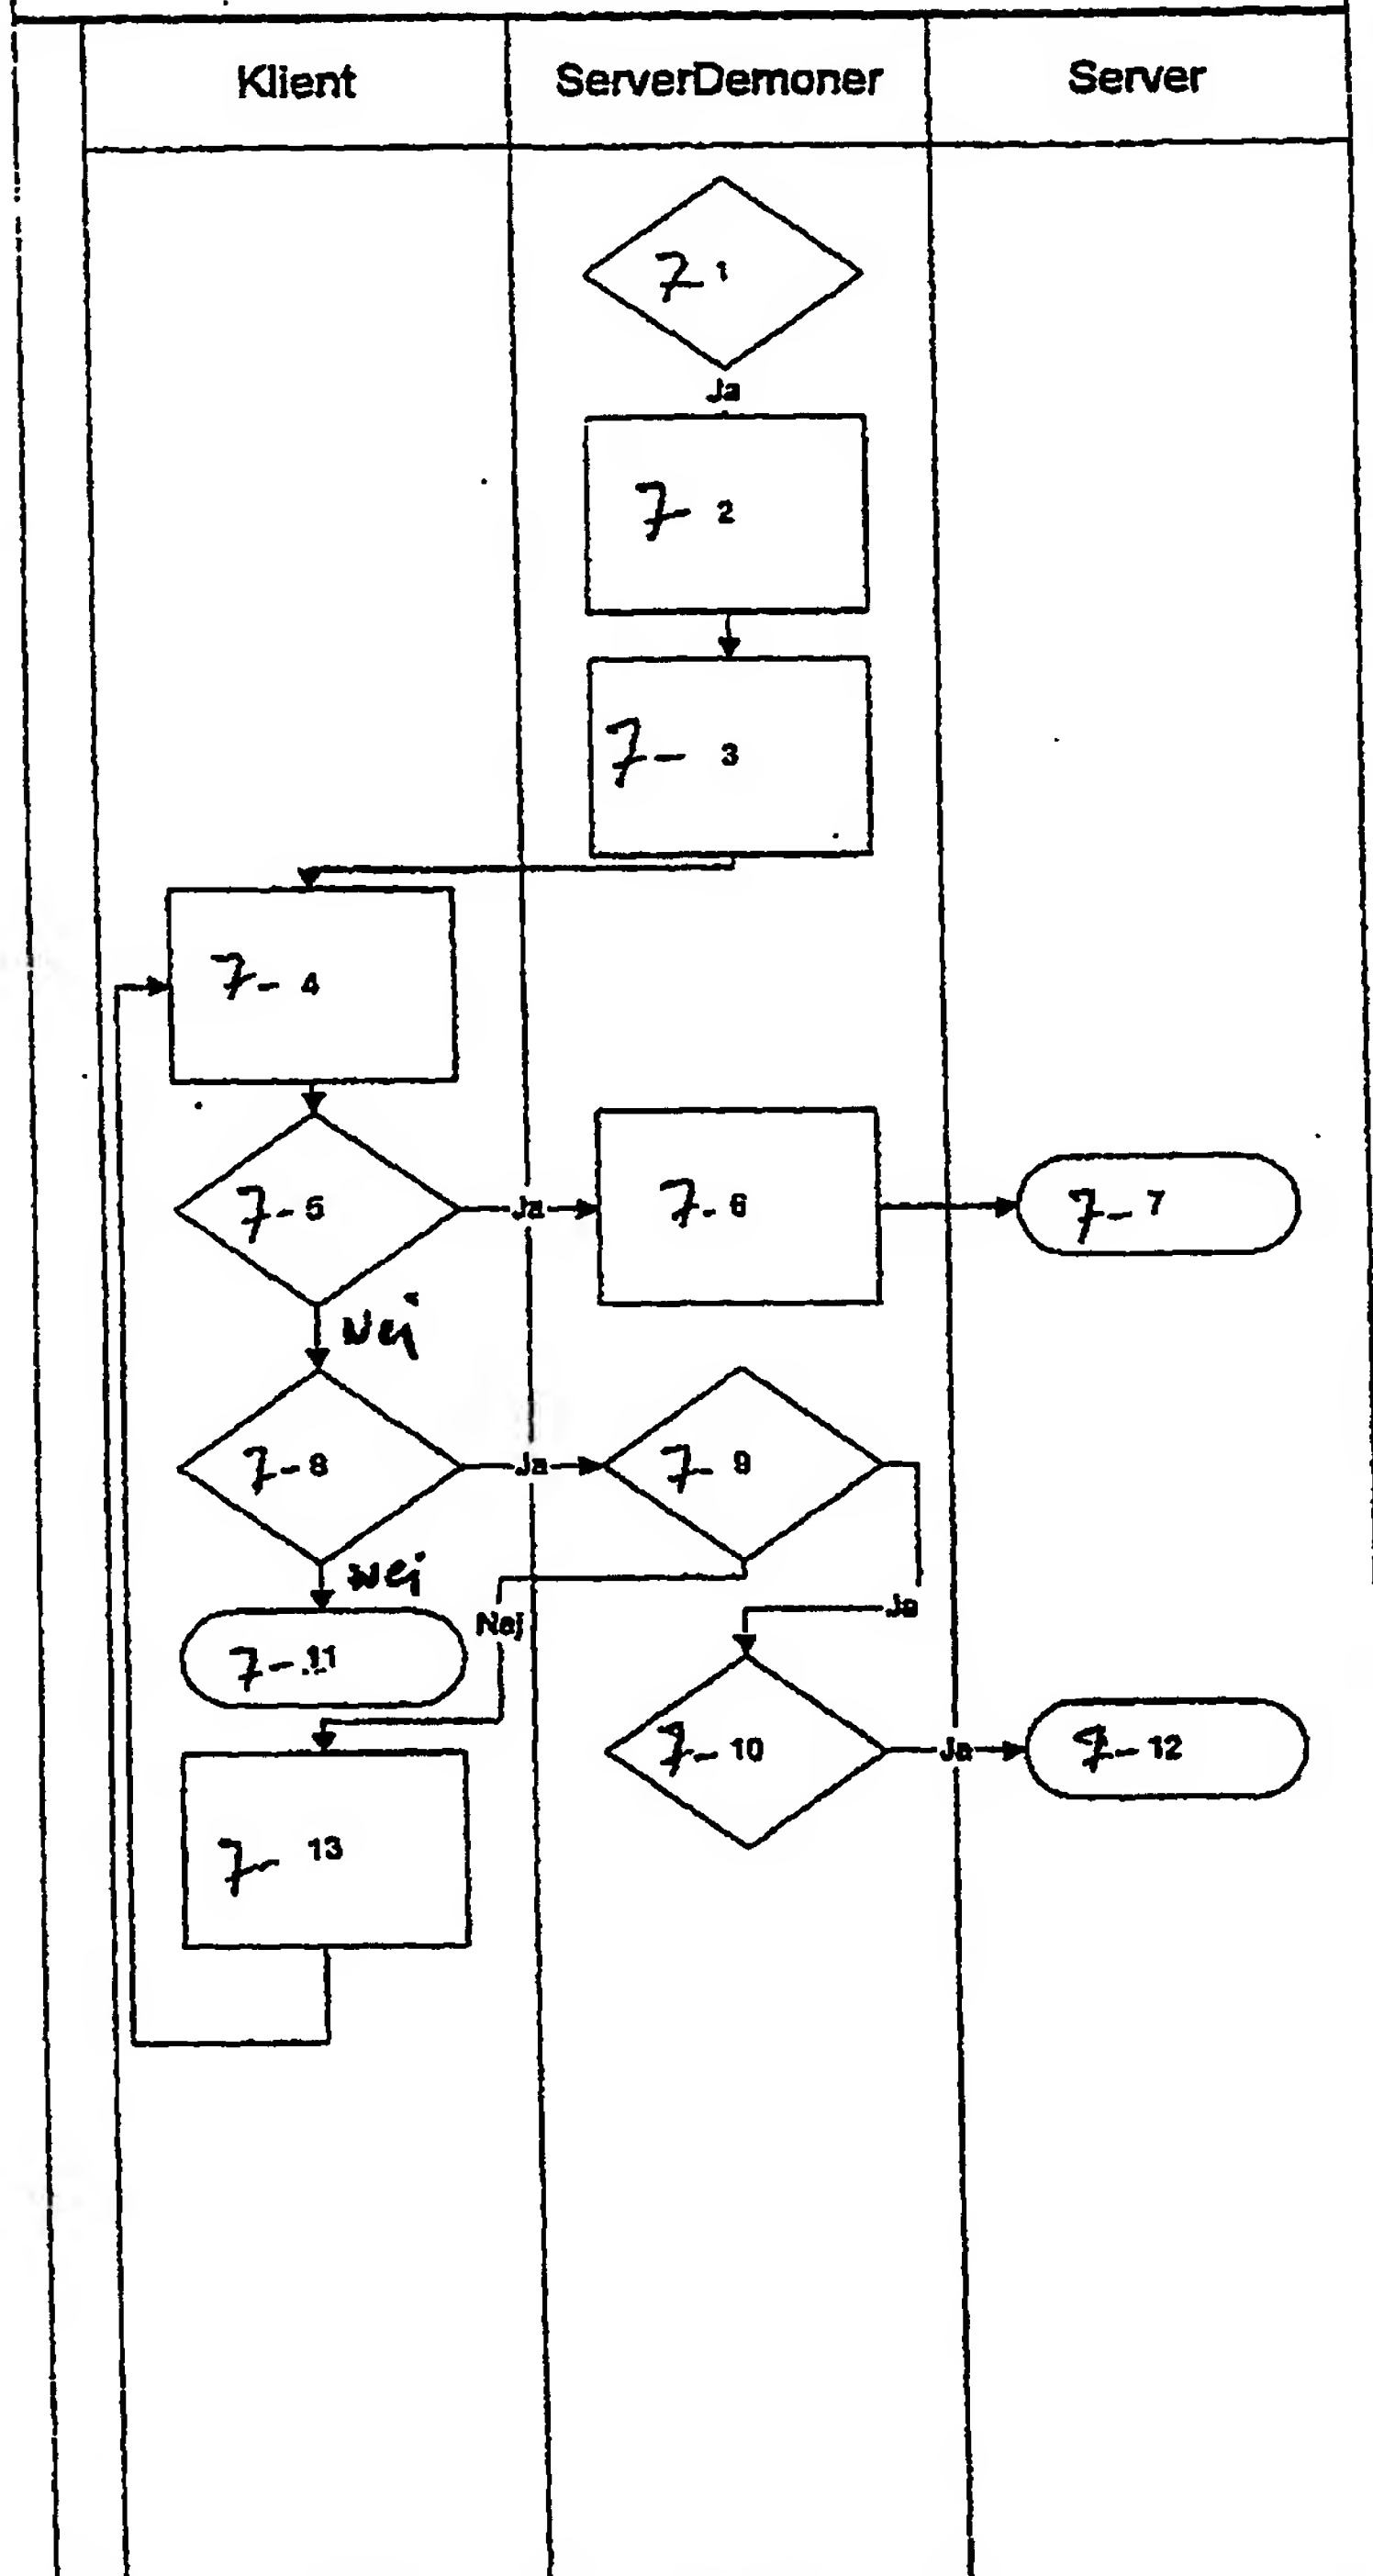 Klient ServerDemoner Server
7- 1
Ja
7- 2
7- 3
7- 4
7- 5 Ja 7- 6 7- 7
Nej
7- 8 Ja 7- 9
Nej
Nej Ja
7- 11
7- 10 Ja 7- 12
7- 13